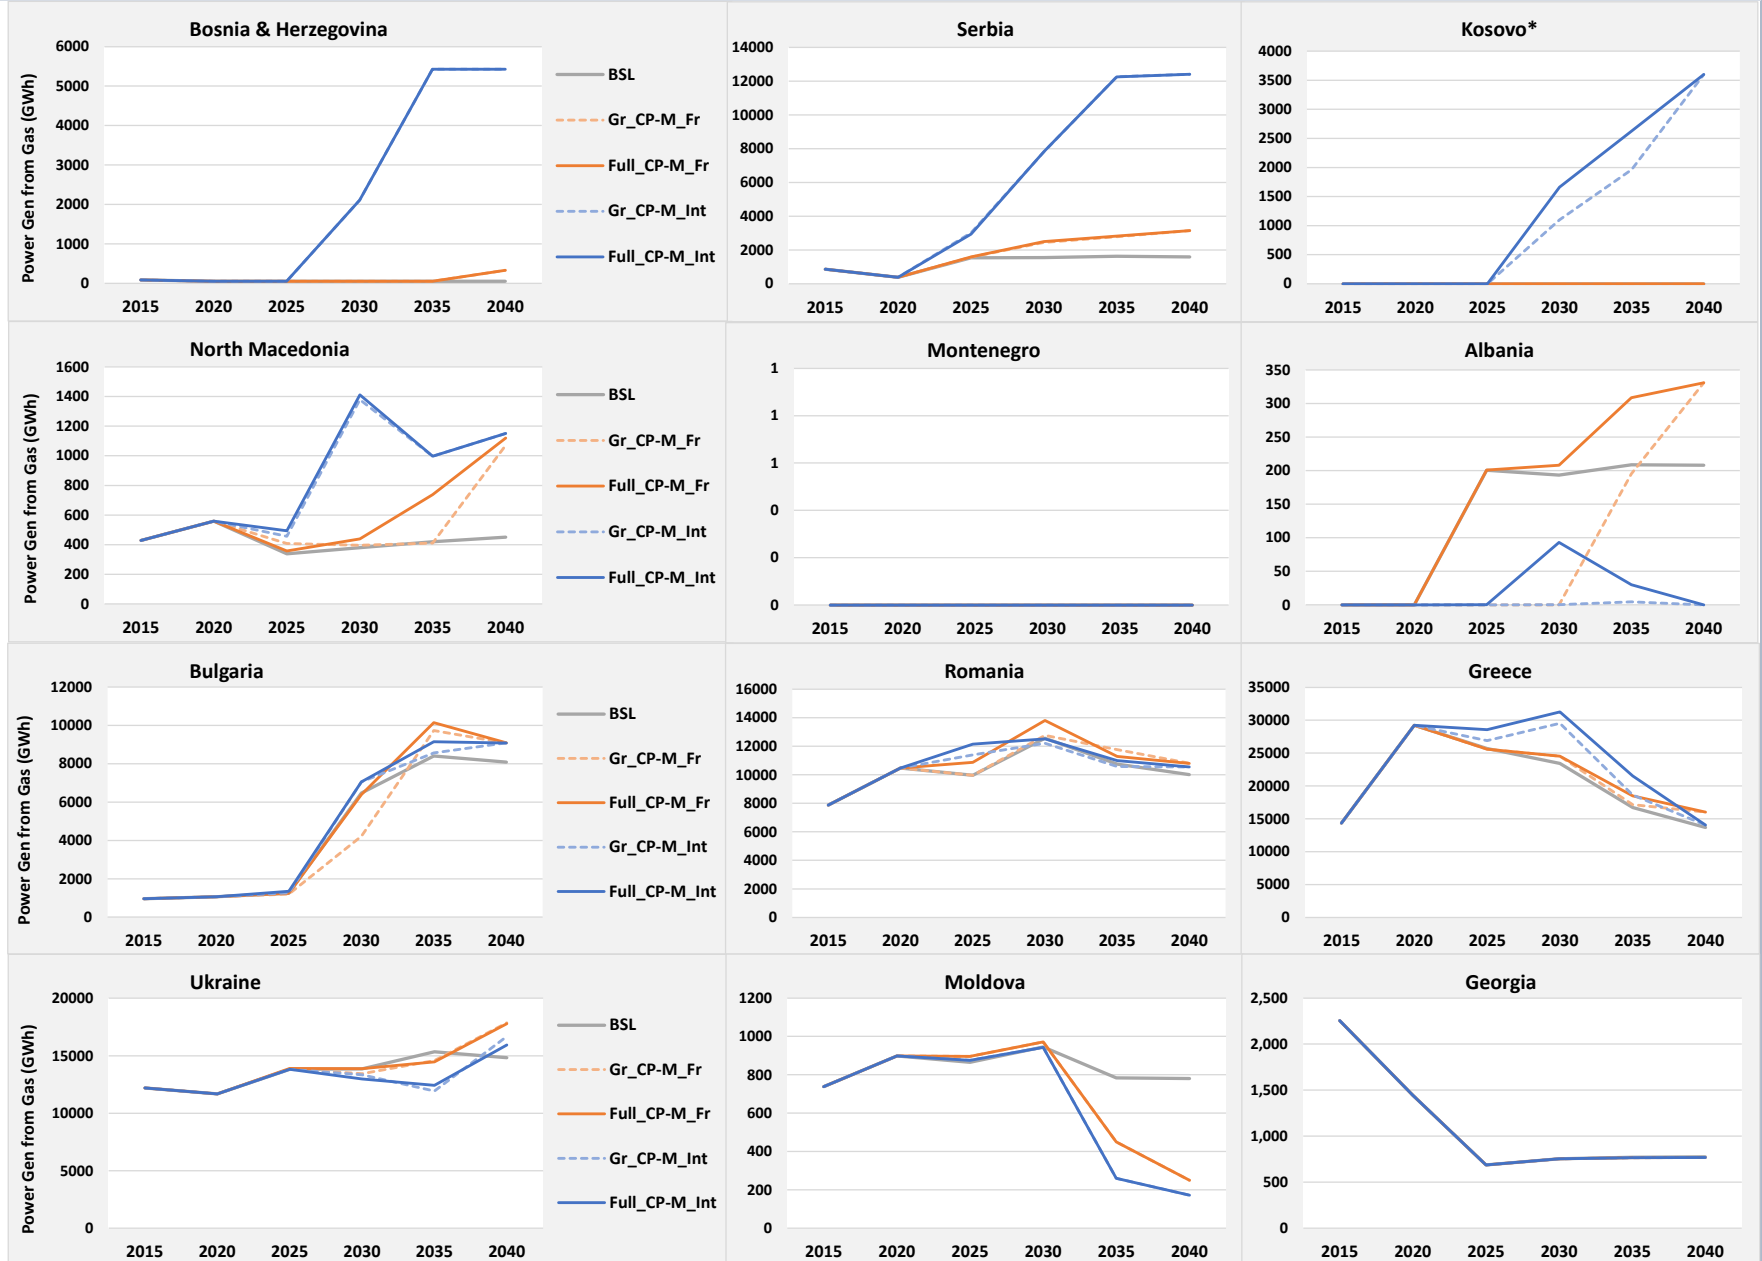 Bosnia & Herzegovina
Power Gen from Gas (GWh)
6000
5000
4000
3000
2000
1000
0
2015 2020 2025 2030 2035 2040
BSL
Gr_CP-M_Fr
Full_CP-M_Fr
Gr_CP-M_Int
Full_CP-M_Int
Serbia
14000
12000
10000
8000
6000
4000
2000
0
2015 2020 2025 2030 2035 2040
Kosovo*
4000
3500
3000
2500
2000
1500
1000
500
0
2015 2020 2025 2030 2035 2040
North Macedonia
Power Gen from Gas (GWh)
1600
1400
1200
1000
800
600
400
200
0
2015 2020 2025 2030 2035 2040
BSL
Gr_CP-M_Fr
Full_CP-M_Fr
Gr_CP-M_Int
Full_CP-M_Int
Montenegro
1
1
1
0
0
0
2015 2020 2025 2030 2035 2040
Albania
350
300
250
200
150
100
50
0
2015 2020 2025 2030 2035 2040
Bulgaria
Power Gen from Gas (GWh)
12000
10000
8000
6000
4000
2000
0
2015 2020 2025 2030 2035 2040
BSL
Gr_CP-M_Fr
Full_CP-M_Fr
Gr_CP-M_Int
Full_CP-M_Int
Romania
16000
14000
12000
10000
8000
6000
4000
2000
0
2015 2020 2025 2030 2035 2040
Greece
35000
30000
25000
20000
15000
10000
5000
0
2015 2020 2025 2030 2035 2040
Ukraine
Power Gen from Gas (GWh)
20000
15000
10000
5000
0
2015 2020 2025 2030 2035 2040
BSL
Gr_CP-M_Fr
Full_CP-M_Fr
Gr_CP-M_Int
Full_CP-M_Int
Moldova
1200
1000
800
600
400
200
0
2015 2020 2025 2030 2035 2040
Georgia
2,500
2,000
1,500
1,000
500
0
2015 2020 2025 2030 2035 2040